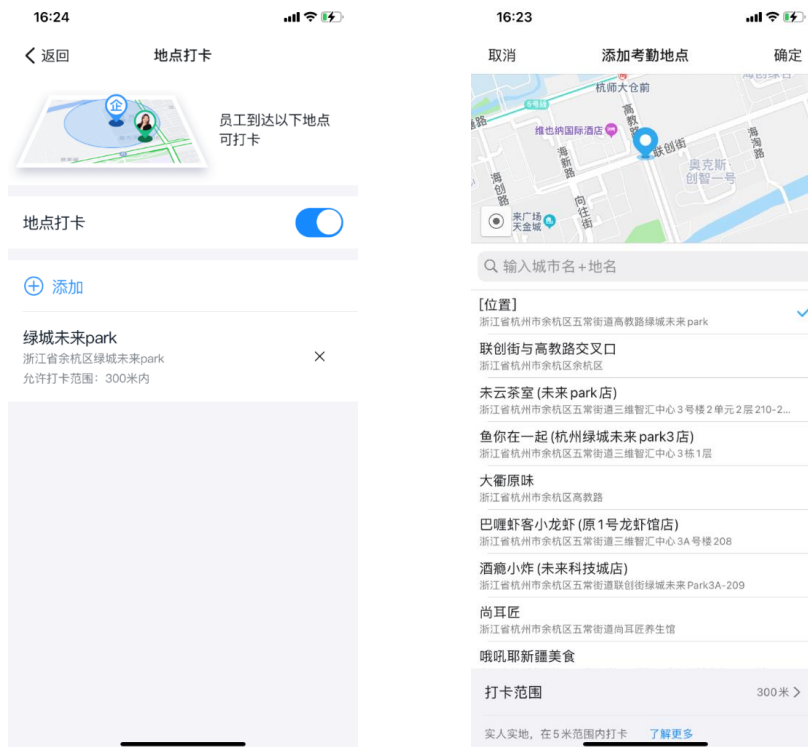 16:24
返回
地点打卡
企
员工到达以下地点
可打卡
地点打卡
添加
绿城未来park
浙江省余杭区绿城未来park
允许打卡范围：300米内
16:23
取消
添加考勤地点
确定
杭师大仓前
6号线
高教路
维也纳国际酒店
联创街
海新路
海海路
奥克斯·
创智一号
海创路
向往街
来广场
天金城
输入城市名+地名
[位置]
浙江省杭州市余杭区五常街道高教路绿城未来park
联创街与高教路交叉口
浙江省杭州市余杭区余杭区
未云茶室(未来park店)
浙江省杭州市余杭区五常街道三维智汇中心3号楼2单元2层210-2...
鱼你在一起(杭州绿城未来park3店)
浙江省杭州市余杭区五常街道三维智汇中心3栋1层
大衢原味
浙江省杭州市余杭区高教路
巴喱虾客小龙虾(原1号龙虾馆店)
浙江省杭州市余杭区五常街道三维智汇中心3A号楼208
酒瘾小炸(未来科技城店)
浙江省杭州市余杭区五常街道联创街绿城未来Park3A-209
尚耳匠
浙江省杭州市余杭区五常街道尚耳匠养生馆
哦吼耶新疆美食
打卡范围
300米
实人实地，在5米范围内打卡 了解更多